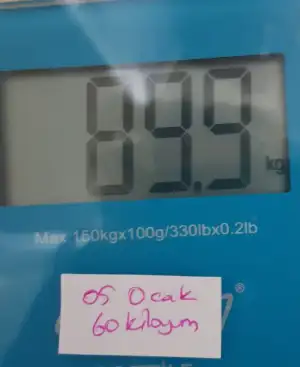 89.9
kg
Max 150kgx100g/330lbx0.2lb
05 Ocak
60 kiloyum